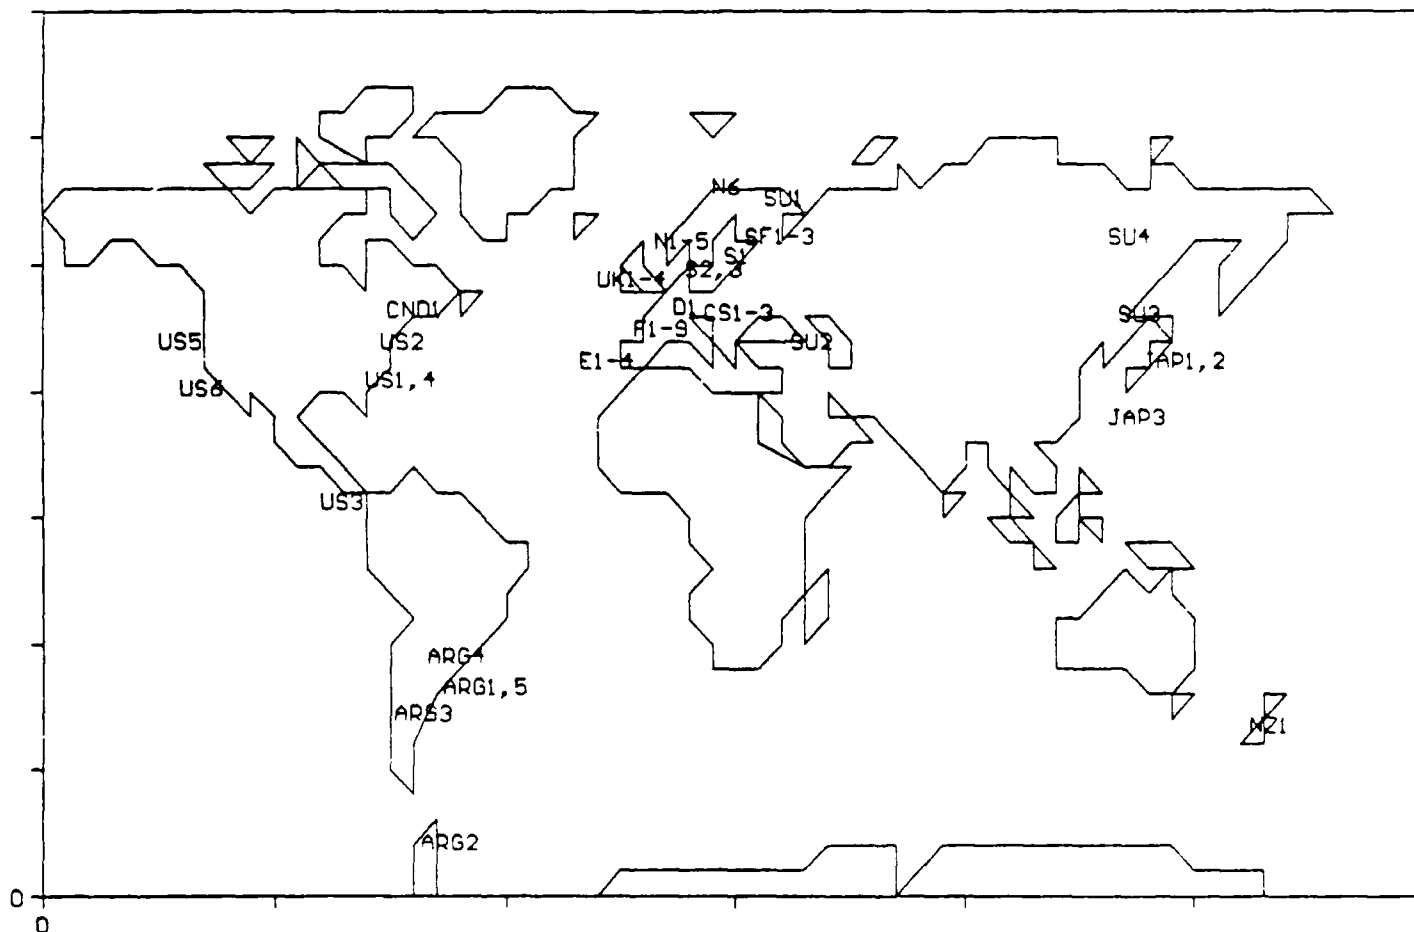 N6
SU1
N1-5
SF1-3
SU4
S1
S2,3
UK1-4
CND1
D1
CS1-3
SU3
US5
US2
F1-9
SU2
E1-4
JAP1,2
US6
US1,4
JAP3
US3
ARG4
ARG1,5
ARS3
NZ1
ARG2
0
0